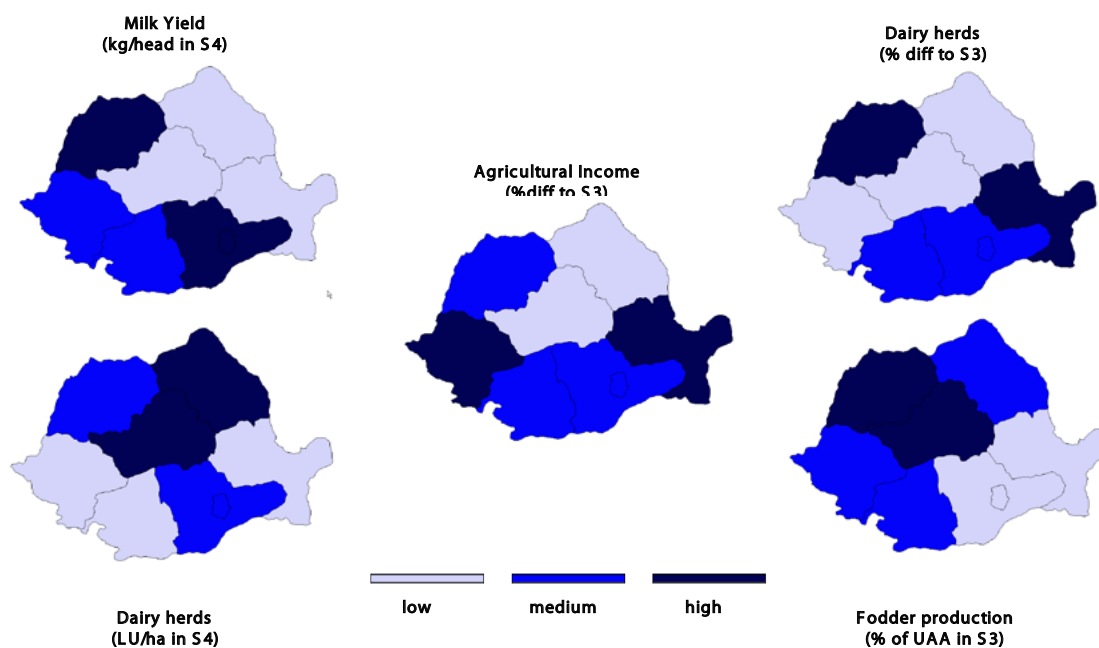 Milk Yield
(kg/head in S4)
Dairy herds
(% diff to S3)
Agricultural Income
(%diff to S3)
low
medium
high
Dairy herds
(LU/ha in S4)
Fodder production
(% of UAA in S3)